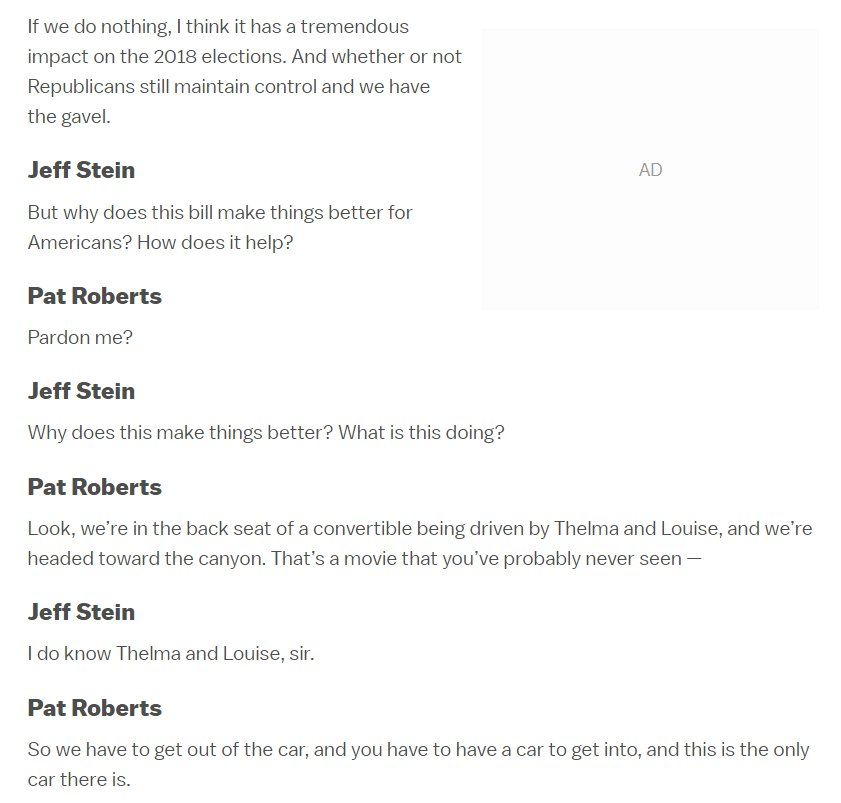 If we do nothing, I think it has a tremendous
impact on the 2018 elections. And whether or not
Republicans still maintain control and we have
the gavel.
AD
Jeff Stein
But why does this bill make things better for
Americans? How does it help?
Pat Roberts
Pardon me?
Jeff Stein
Why does this make things better? What is this doing?
Pat Roberts
Look, we’re in the back seat of a convertible being driven by Thelma and Louise, and we’re
headed toward the canyon. That’s a movie that you’ve probably never seen —
Jeff Stein
I do know Thelma and Louise, sir.
Pat Roberts
So we have to get out of the car, and you have to have a car to get into, and this is the only
car there is.